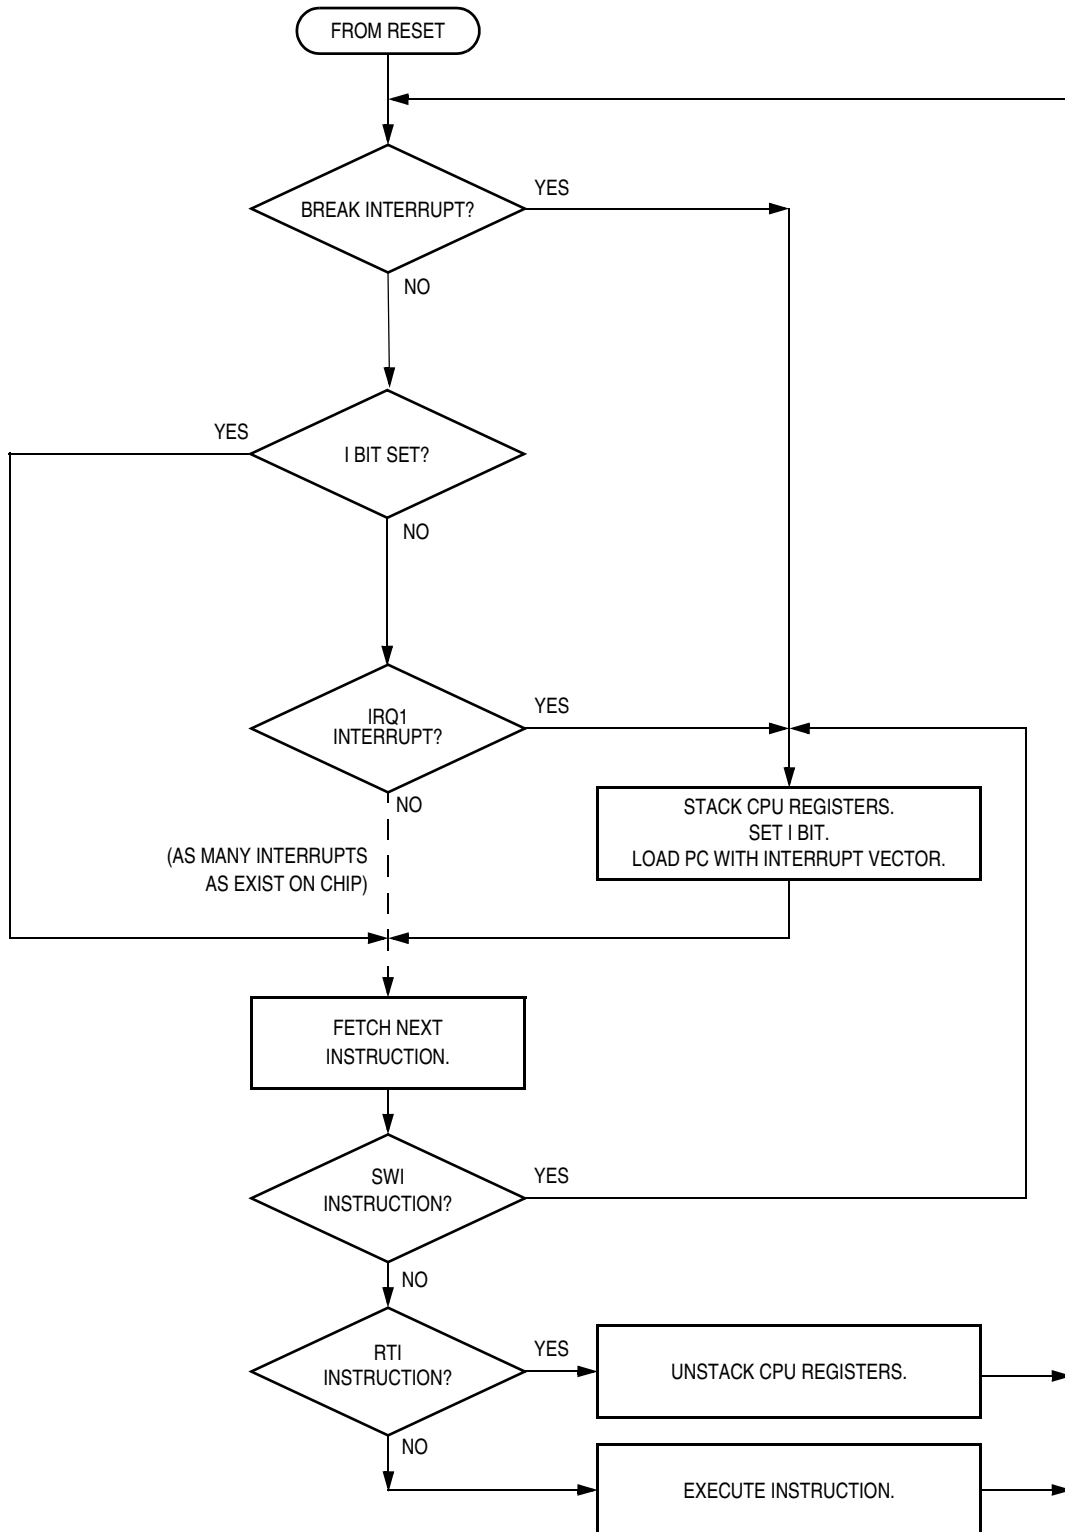 FROM RESET
BREAK INTERRUPT?
YES
NO
YES
I BIT SET?
NO
IRQ1
INTERRUPT?
YES
NO
STACK CPU REGISTERS.
SET I BIT.
LOAD PC WITH INTERRUPT VECTOR.
(AS MANY INTERRUPTS
AS EXIST ON CHIP)
FETCH NEXT
INSTRUCTION.
SWI
INSTRUCTION?
YES
NO
RTI
INSTRUCTION?
YES
UNSTACK CPU REGISTERS.
NO
EXECUTE INSTRUCTION.